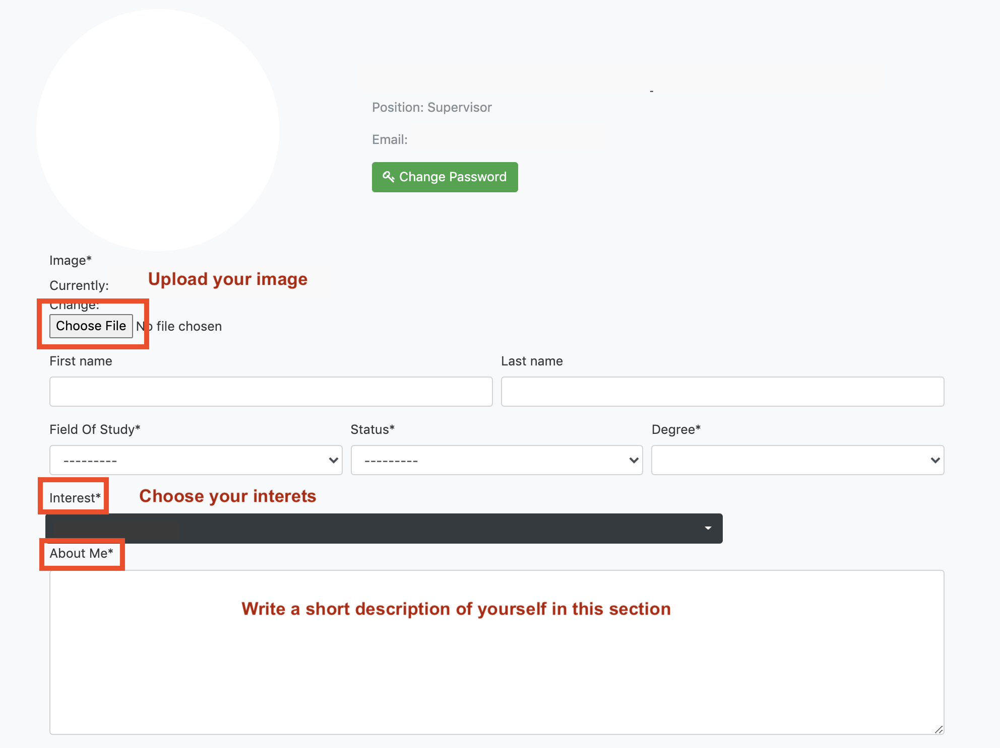 -
Position: Supervisor
Email:
Change Password
Image*
Upload your image
Currently:
Change:
Choose File No file chosen
First name Last name
Field Of Study* Status* Degree*
--------- ---------
Interest* Choose your interets
About Me*
Write a short description of yourself in this section